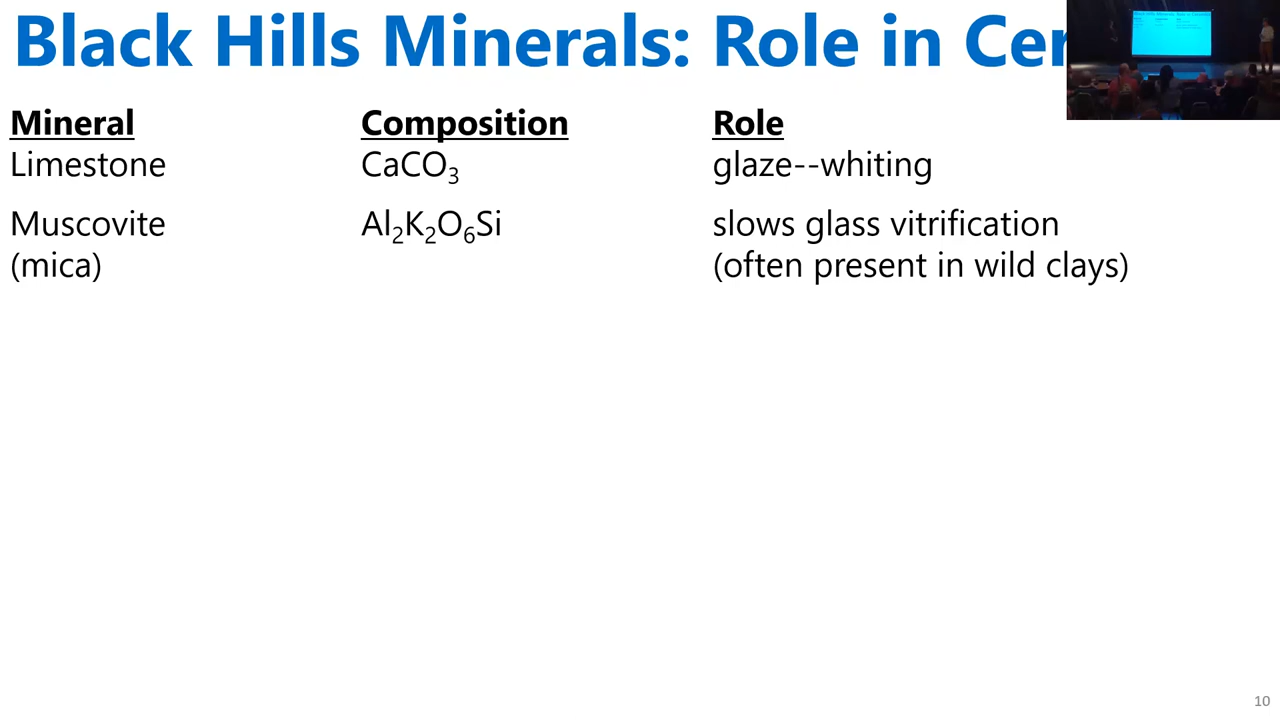 Black Hills Minerals: Role in Cer
Mineral Composition Role
Limestone CaCO₃ glaze--whiting
Muscovite Al₂K₂O₆Si slows glass vitrification
(mica) (often present in wild clays)
10